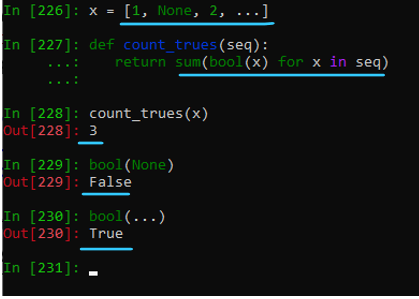 In [226]: x = [1, None, 2, ...]
In [227]: def count_trues(seq):
...: return sum(bool(x) for x in seq)
...:
In [228]: count_trues(x)
Out[228]: 3
In [229]: bool(None)
Out[229]: False
In [230]: bool(...)
Out[230]: True
In [231]: